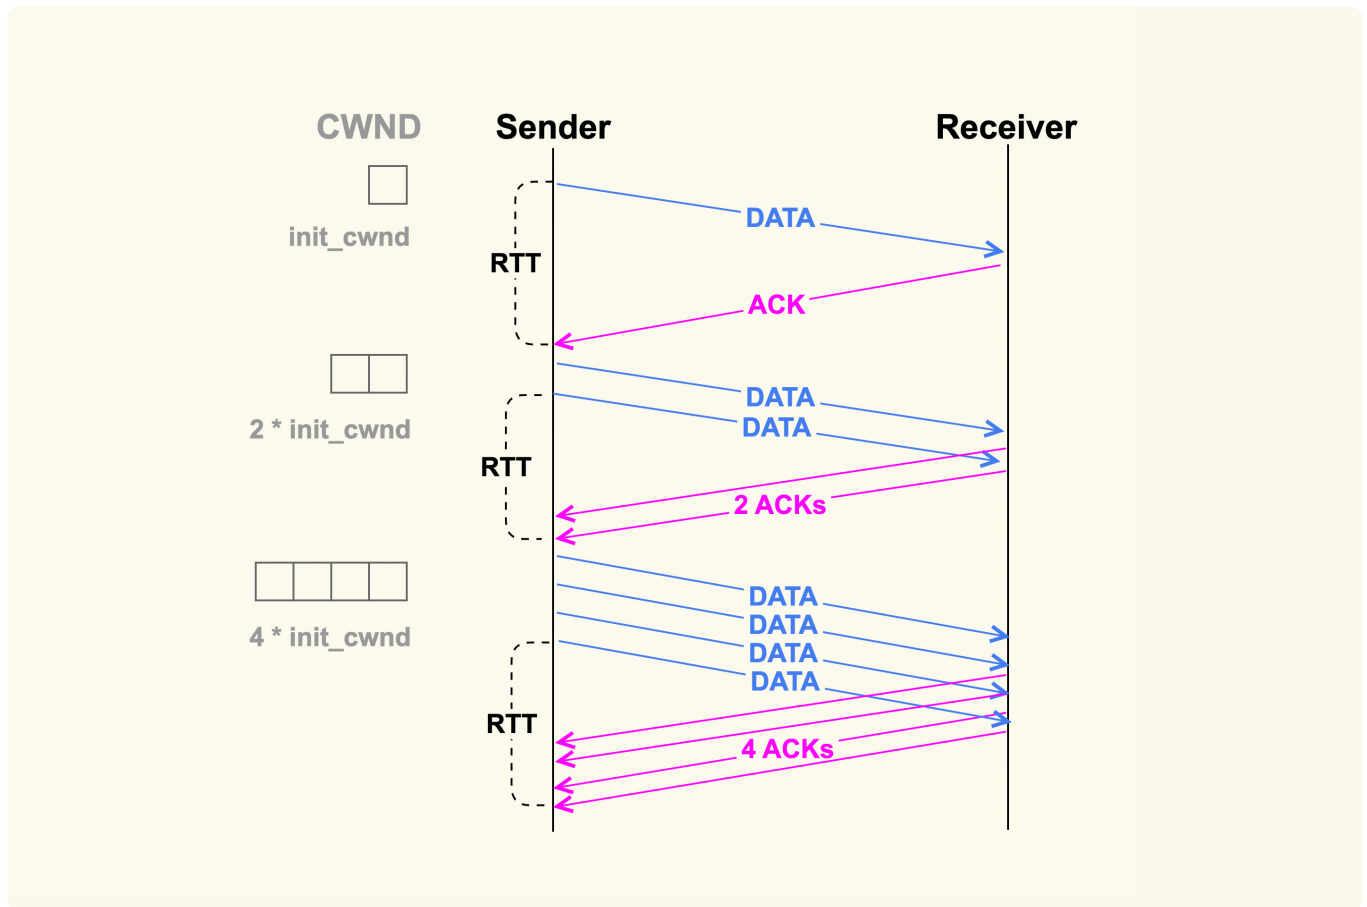 CWND
Sender
Receiver
init_cwnd
DATA
RTT
ACK
2 * init_cwnd
DATA
DATA
RTT
2 ACKs
4 * init_cwnd
DATA
DATA
DATA
DATA
RTT
4 ACKs